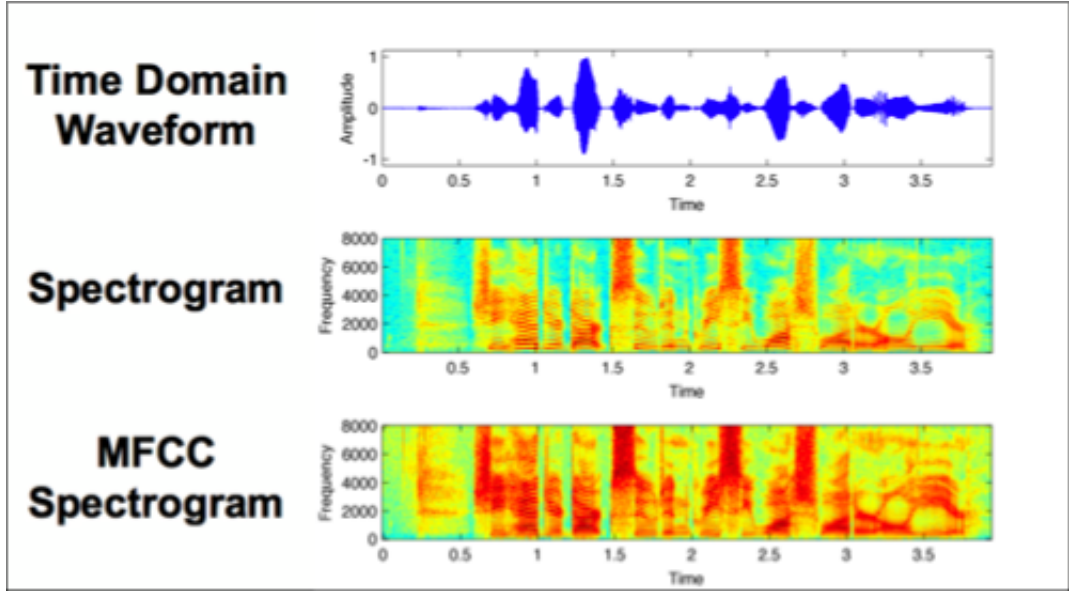 Time Domain
Waveform
Amplitude
1
0
-1
0 0.5 1 1.5 2 2.5 3 3.5
Time
Spectrogram
Frequency
8000
6000
4000
2000
0
0.5 1 1.5 2 2.5 3 3.5
Time
MFCC
Spectrogram
Frequency
8000
6000
4000
2000
0
0 0.5 1 1.5 2 2.5 3 3.5
Time